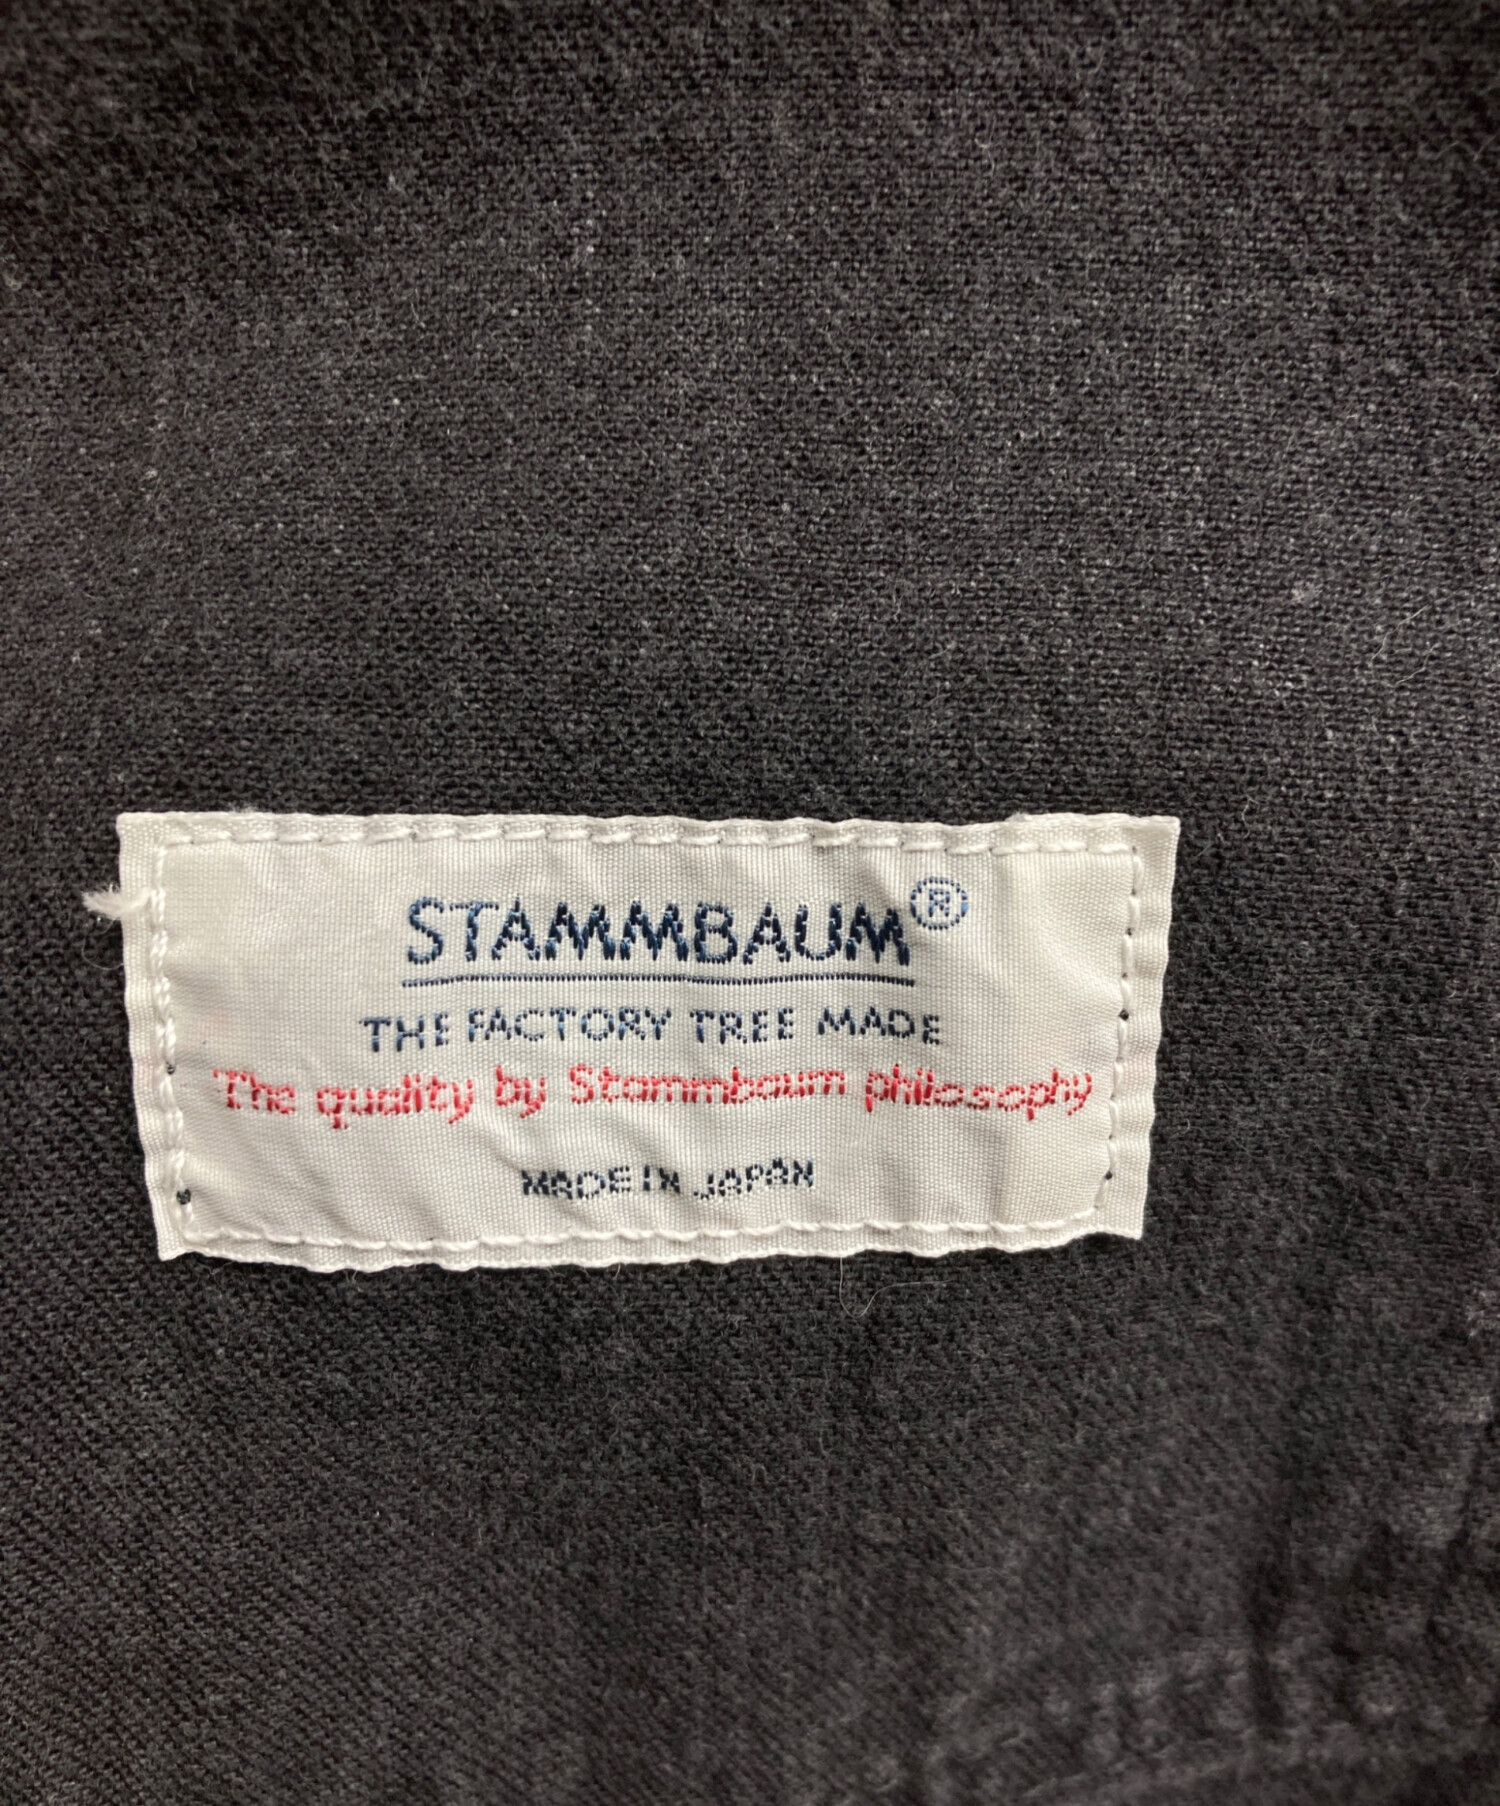 STAMMBAUM®
THE FACTORY TREE MADE
The quality by Stammbaum philosophy
MADE IN JAPAN